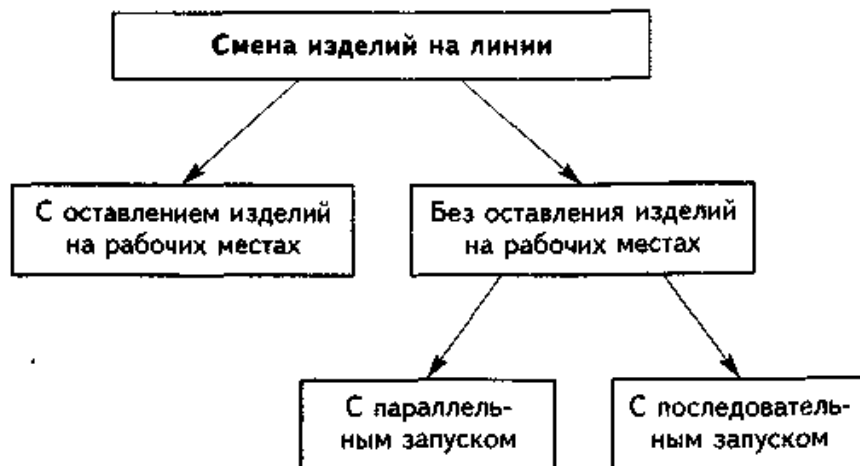 Смена изделий на линии
С оставлением изделий
на рабочих местах
Без оставления изделий
на рабочих местах
С параллель-
ным запуском
С последователь-
ным запуском